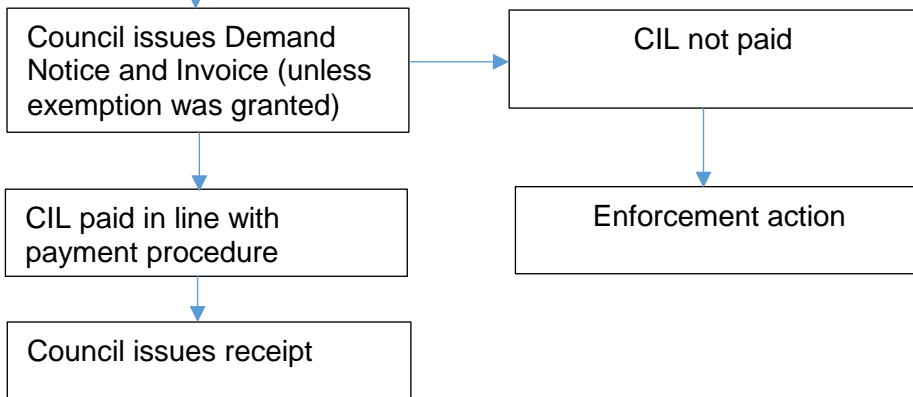 Council issues Demand
Notice and Invoice (unless
exemption was granted)
CIL not paid
CIL paid in line with
payment procedure
Enforcement action
Council issues receipt